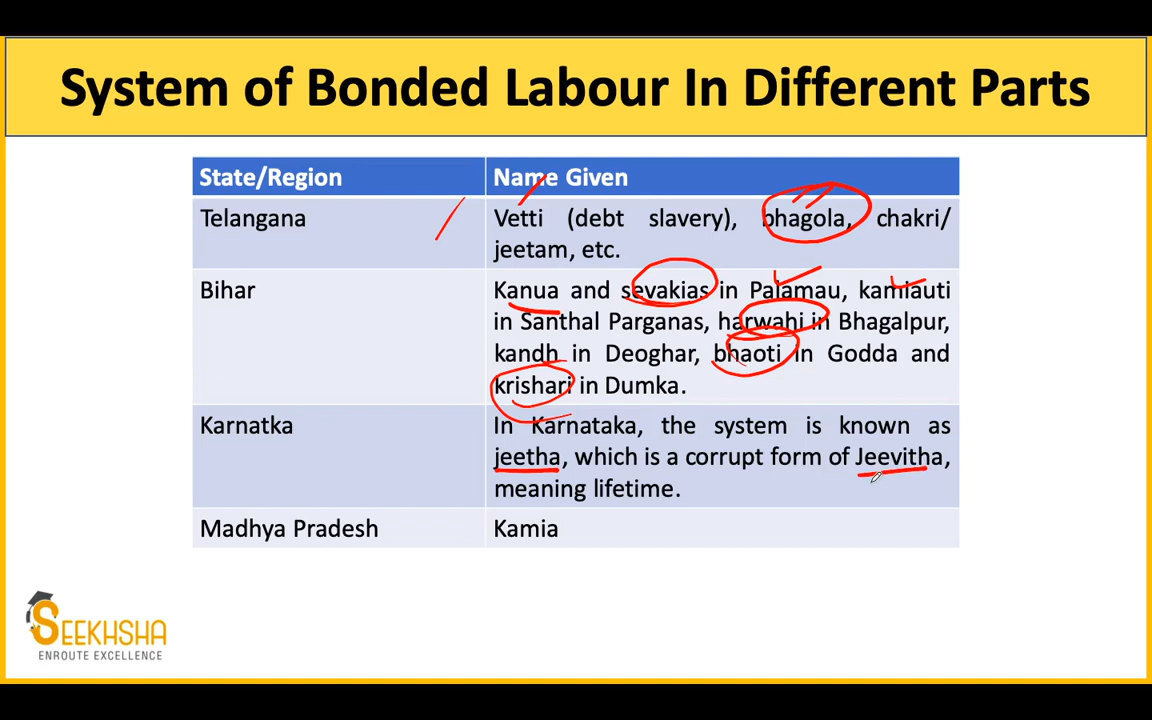 System of Bonded Labour In Different Parts
State/Region Name Given
Telangana Vetti (debt slavery), bhagola, chakri/
jeetam, etc.
Bihar Kanua and sevakias in Palamau, kamiauti
in Santhal Parganas, harwahi in Bhagalpur,
kandh in Deoghar, bhaoti in Godda and
krishari in Dumka.
Karnatka In Karnataka, the system is known as
jeetha, which is a corrupt form of Jeevitha,
meaning lifetime.
Madhya Pradesh Kamia
SEEKHSHA
ENROUTE EXCELLENCE